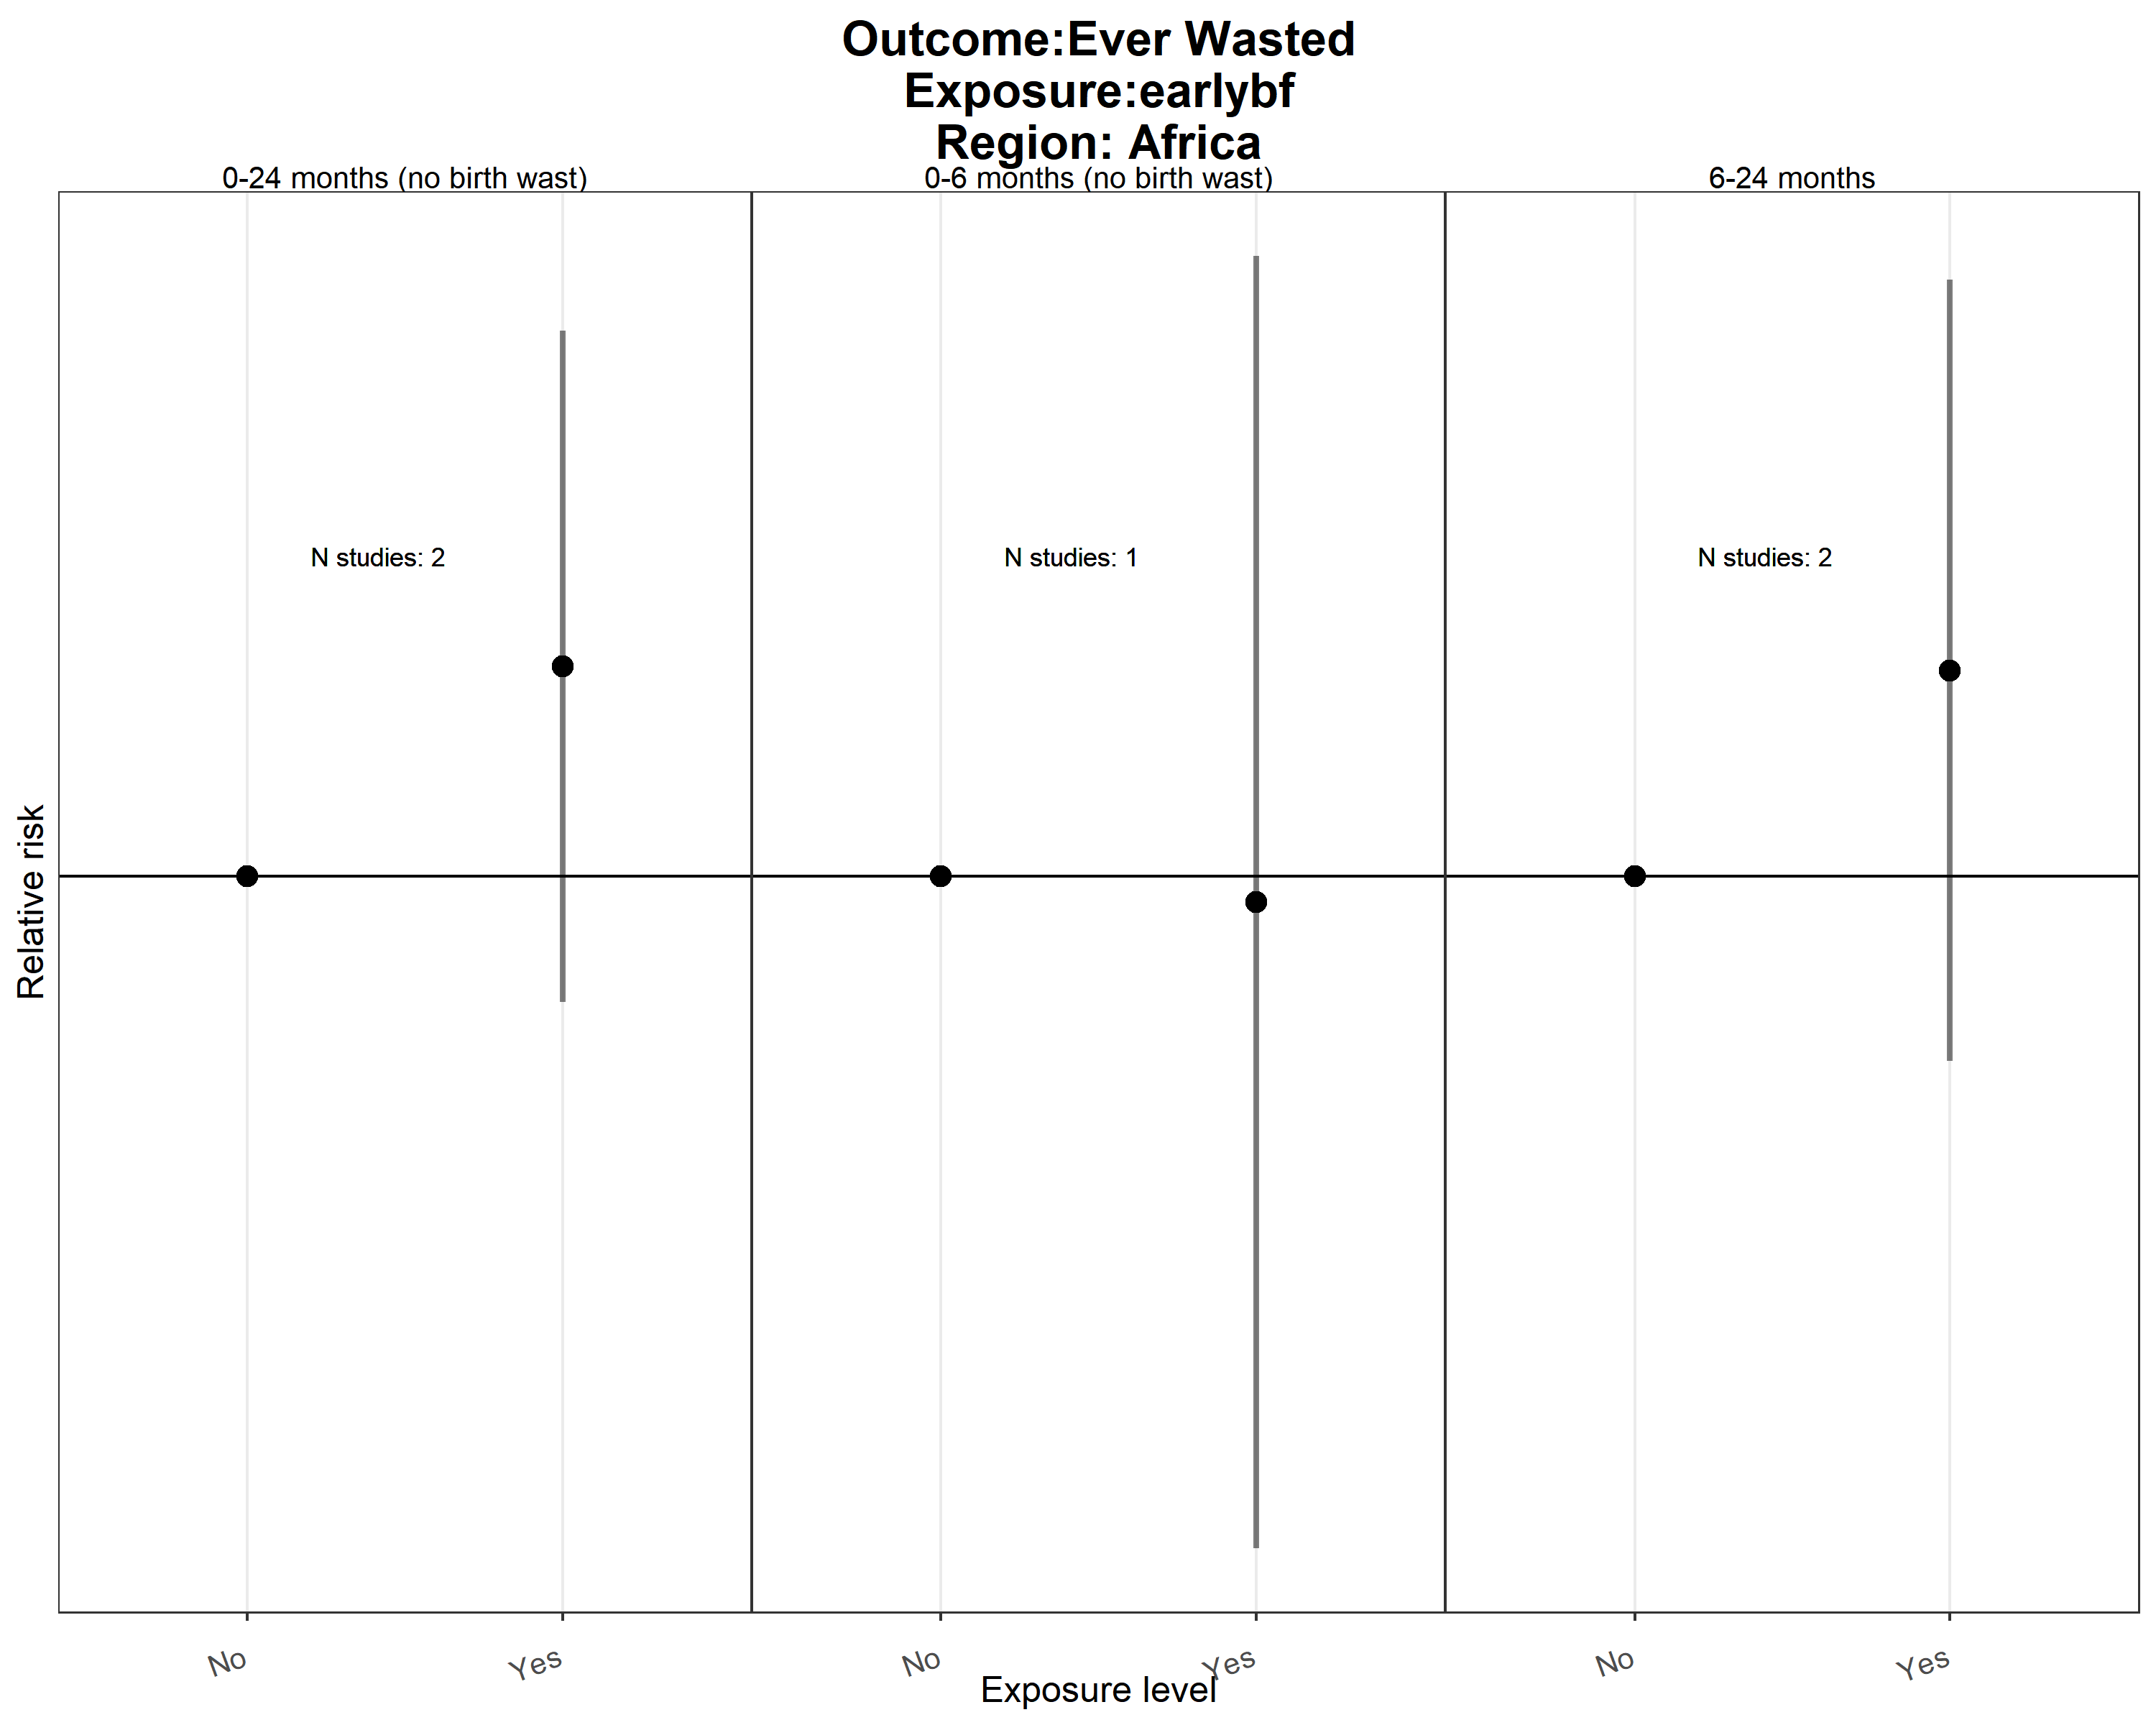 Outcome:Ever Wasted
Exposure:earlybf
Region: Africa
0-24 months (no birth wast)
0-6 months (no birth wast)
6-24 months
N studies: 2
N studies: 1
N studies: 2
Relative risk
No
Yes
No
Yes
No
Yes
Exposure level